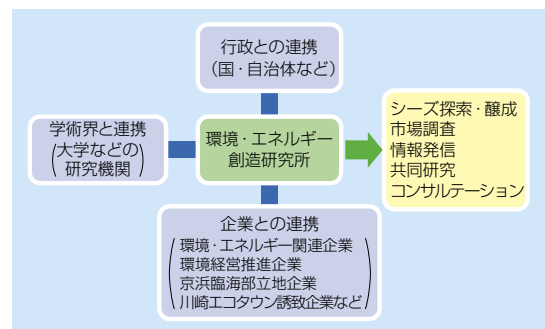 行政との連携
（国・自治体など）
学術界と連携
（大学などの
研究機関）
環境・エネルギー
創造研究所
シーズ探索・醸成
市場調査
情報発信
共同研究
コンサルテーション
企業との連携
（環境・エネルギー関連企業
環境経営推進企業
京浜臨海部立地企業
川崎エコタウン誘致企業など）